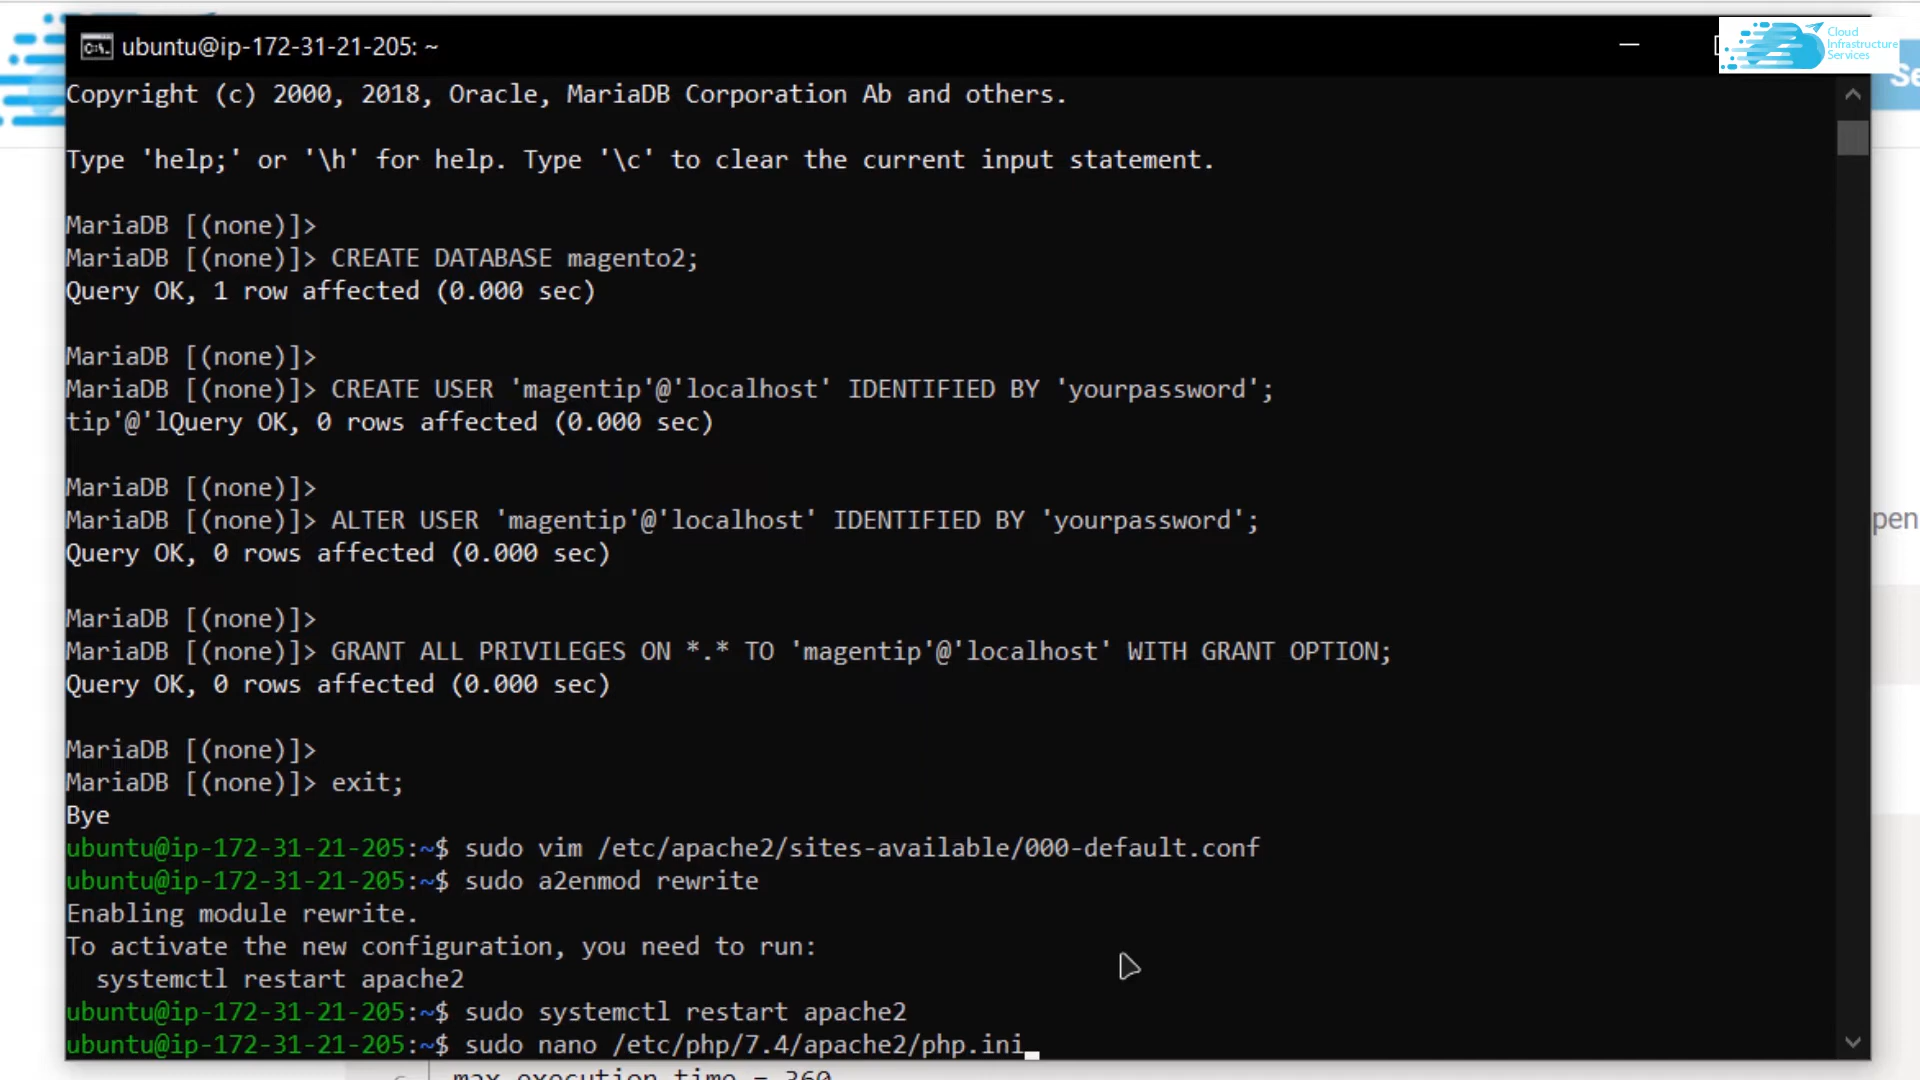 ubuntu@ip-172-31-21-205: ~
Cloud
Infrastructure
Services
Se
Copyright (c) 2000, 2018, Oracle, MariaDB Corporation Ab and others.
Type 'help;' or '\h' for help. Type '\c' to clear the current input statement.
MariaDB [(none)]>
MariaDB [(none)]> CREATE DATABASE magento2;
Query OK, 1 row affected (0.000 sec)
MariaDB [(none)]>
MariaDB [(none)]> CREATE USER 'magentip'@'localhost' IDENTIFIED BY 'yourpassword';
tip'@'lQuery OK, 0 rows affected (0.000 sec)
MariaDB [(none)]>
MariaDB [(none)]> ALTER USER 'magentip'@'localhost' IDENTIFIED BY 'yourpassword';
pen
Query OK, 0 rows affected (0.000 sec)
MariaDB [(none)]>
MariaDB [(none)]> GRANT ALL PRIVILEGES ON *.* TO 'magentip'@'localhost' WITH GRANT OPTION;
Query OK, 0 rows affected (0.000 sec)
MariaDB [(none)]>
MariaDB [(none)]> exit;
Bye
ubuntu@ip-172-31-21-205:~$ sudo vim /etc/apache2/sites-available/000-default.conf
ubuntu@ip-172-31-21-205:~$ sudo a2enmod rewrite
Enabling module rewrite.
To activate the new configuration, you need to run:
systemctl restart apache2
ubuntu@ip-172-31-21-205:~$ sudo systemctl restart apache2
ubuntu@ip-172-31-21-205:~$ sudo nano /etc/php/7.4/apache2/php.ini
max_execution_time = 360